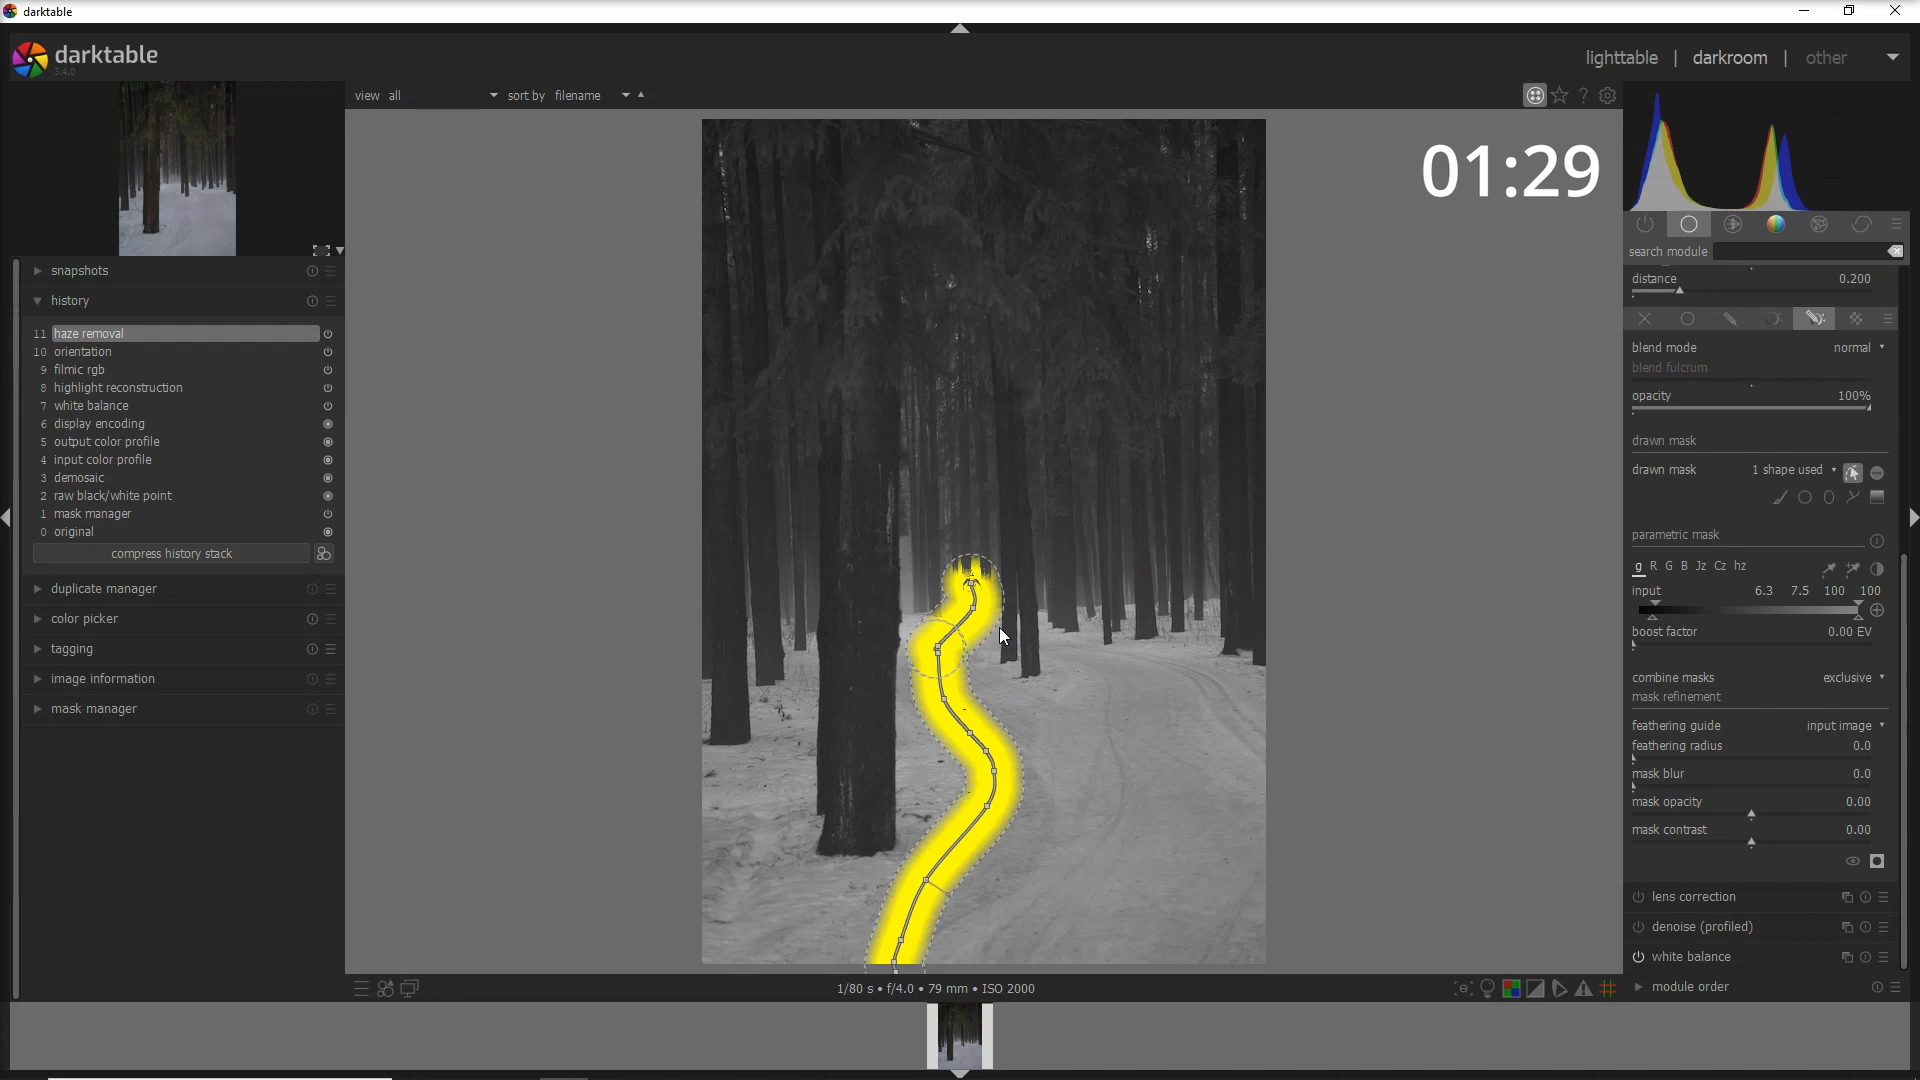 darktable
darktable
3.4.0
lighttable | darkroom | other
view all sort by filename
01:29
snapshots
history
11 haze removal
10 orientation
9 filmic rgb
8 highlight reconstruction
7 white balance
6 display encoding
5 output color profile
4 input color profile
3 demosaic
2 raw black/white point
1 mask manager
0 original
compress history stack
duplicate manager
color picker
tagging
image information
mask manager
search module
distance 0.200
blend mode normal
blend fulcrum
opacity 100%
drawn mask
drawn mask 1 shape used
parametric mask
g R G B Jz Cz hz
input 6.3 7.5 100 100
boost factor 0.00 EV
combine masks exclusive
mask refinement
feathering guide input image
feathering radius 0.0
mask blur 0.0
mask opacity 0.00
mask contrast 0.00
lens correction
denoise (profiled)
white balance
module order
1/80 s • f/4.0 • 79 mm • ISO 2000